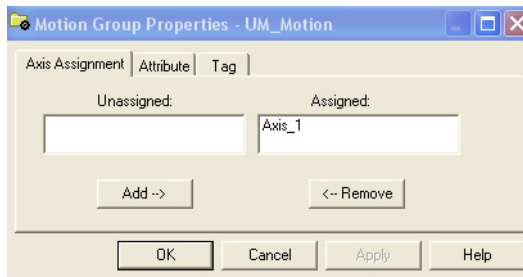 Motion Group Properties - UM_Motion
Axis Assignment Attribute Tag
Unassigned: Assigned:
Axis_1
Add --> <-- Remove
OK Cancel Apply Help